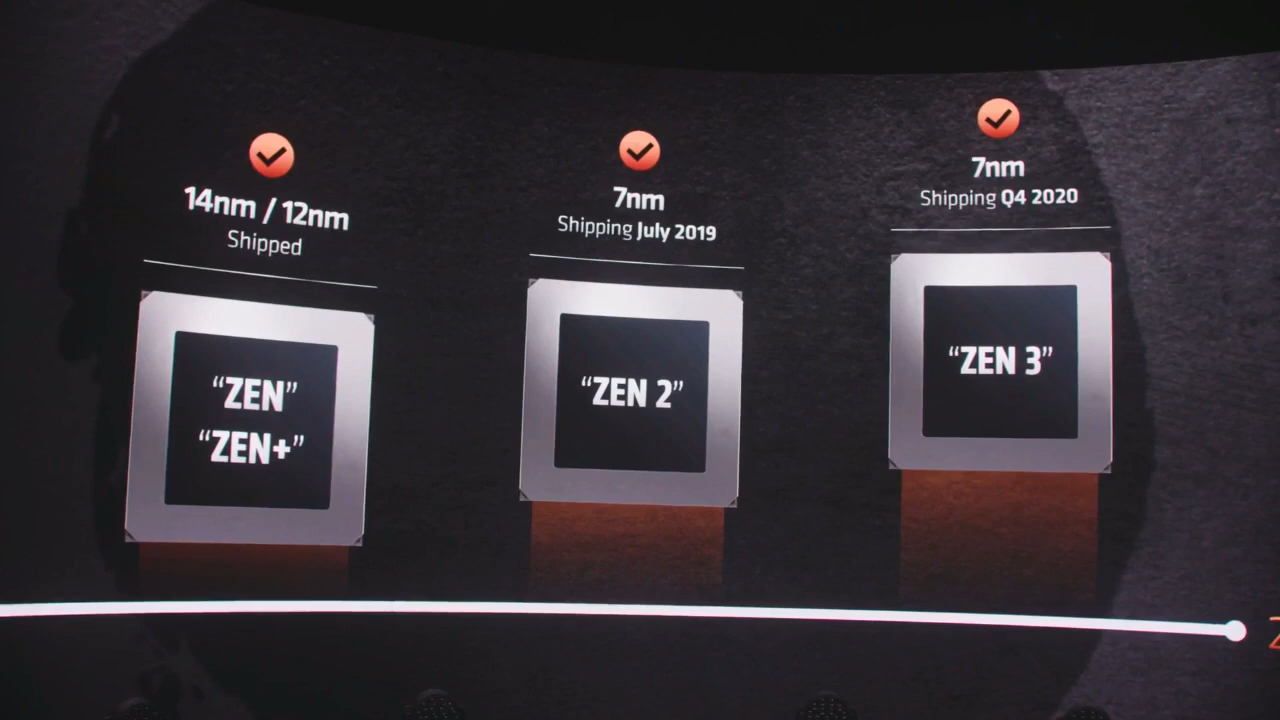 14nm / 12nm
Shipped
“ZEN”
“ZEN+”
7nm
Shipping July 2019
“ZEN 2”
7nm
Shipping Q4 2020
“ZEN 3”